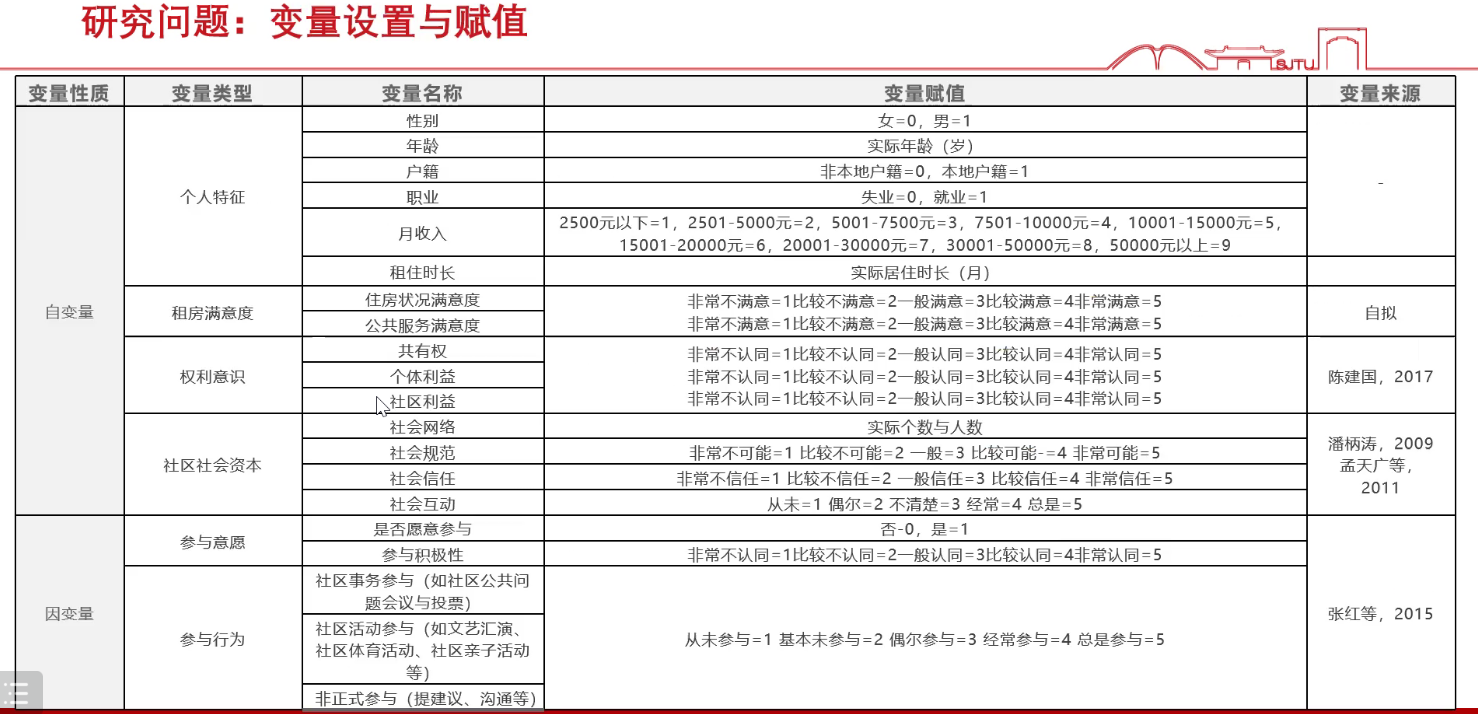 研究问题：变量设置与赋值
SJTU
变量性质 变量类型 变量名称 变量赋值 变量来源
自变量
个人特征
性别 女=0，男=1
年龄 实际年龄（岁）
户籍 非本地户籍=0，本地户籍=1
职业 失业=0，就业=1
月收入 2500元以下=1，2501-5000元=2，5001-7500元=3，7501-10000元=4，10001-15000元=5，
15001-20000元=6，20001-30000元=7，30001-50000元=8，50000元以上=9
-
租住时长 实际居住时长（月）
租房满意度
住房状况满意度 非常不满意=1比较不满意=2一般满意=3比较满意=4非常满意=5
公共服务满意度 非常不满意=1比较不满意=2一般满意=3比较满意=4非常满意=5
自拟
权利意识
共有权 非常不认同=1比较不认同=2一般认同=3比较认同=4非常认同=5
个体利益 非常不认同=1比较不认同=2一般认同=3比较认同=4非常认同=5
社区利益 非常不认同=1比较不认同=2一般认同=3比较认同=4非常认同=5
陈建国，2017
社区社会资本
社会网络 实际个数与人数
社会规范 非常不可能=1 比较不可能=2 一般=3 比较可能-=4 非常可能=5
社会信任 非常不信任=1 比较不信任=2 一般信任=3 比较信任=4 非常信任=5
社会互动 从未=1 偶尔=2 不清楚=3 经常=4 总是=5
潘柄涛，2009
孟天广等，
2011
因变量
参与意愿
是否愿意参与 否-0，是=1
参与积极性 非常不认同=1比较不认同=2一般认同=3比较认同=4非常认同=5
参与行为
社区事务参与（如社区公共问
题会议与投票）
社区活动参与（如文艺汇演、
社区体育活动、社区亲子活动
等）
非正式参与（提建议、沟通等）
从未参与=1 基本未参与=2 偶尔参与=3 经常参与=4 总是参与=5
张红等，2015